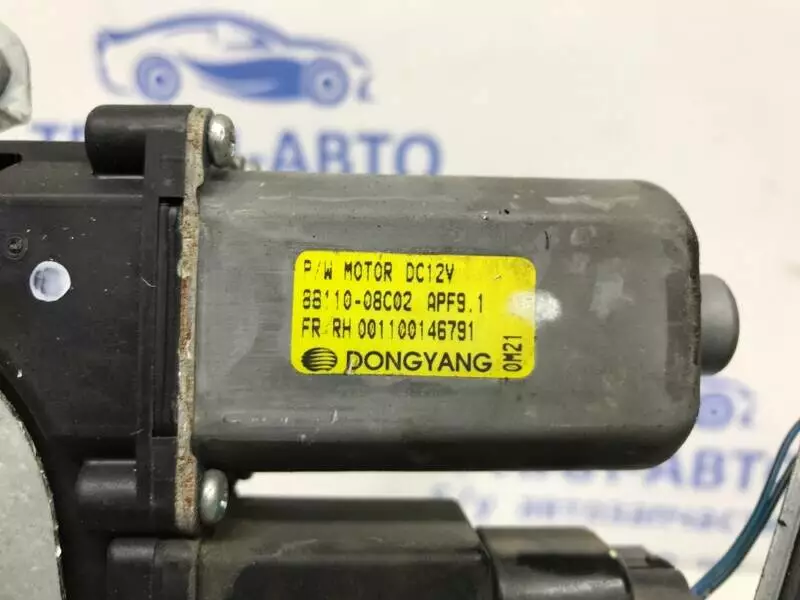 P/W MOTOR DC12V
88110-08C02 APF9.1
FR RH 001100146791
DONGYANG
0M21